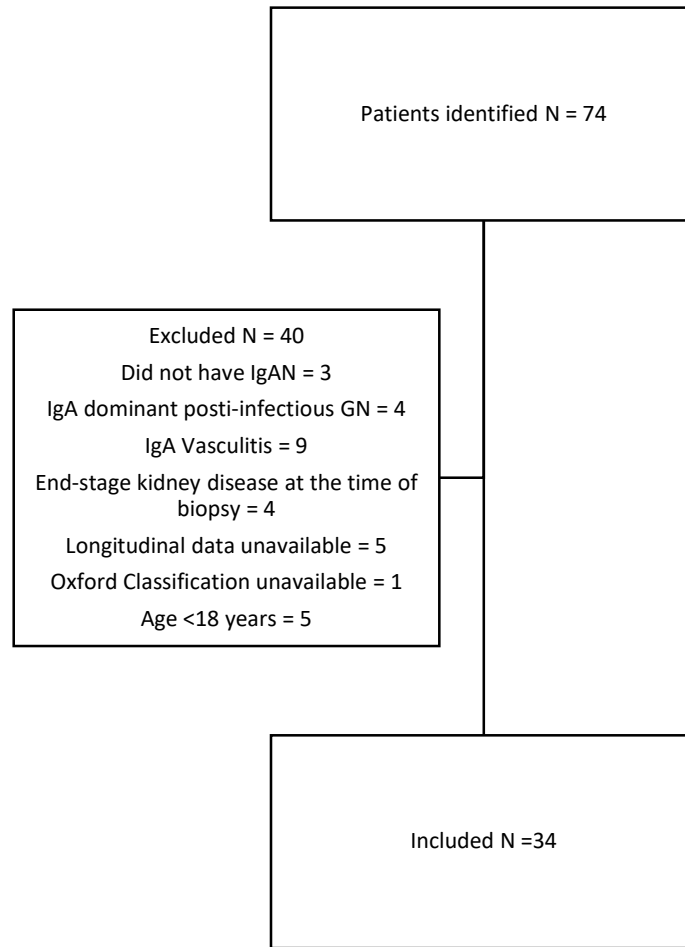 Patients identified N = 74
Excluded N = 40
Did not have IgAN = 3
IgA dominant posti-infectious GN = 4
IgA Vasculitis = 9
End-stage kidney disease at the time of
biopsy = 4
Longitudinal data unavailable = 5
Oxford Classification unavailable = 1
Age <18 years = 5
Included N =34